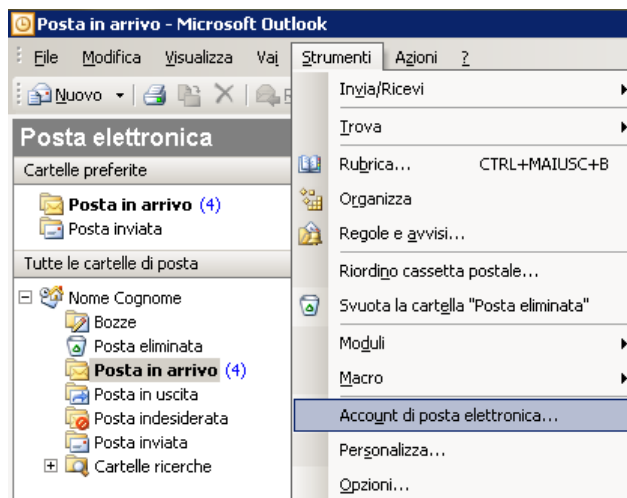 Posta in arrivo - Microsoft Outlook
File Modifica Visualizza Vai Strumenti Azioni ?
Nuovo
Posta elettronica
Cartelle preferite
Posta in arrivo (4)
Posta inviata
Tutte le cartelle di posta
Nome Cognome
Bozze
Posta eliminata
Posta in arrivo (4)
Posta in uscita
Posta indesiderata
Posta inviata
Cartelle ricerche
Invia/Ricevi
Trova
Rubrica... CTRL+MAIUSC+B
Organizza
Regole e avvisi...
Riordino cassetta postale...
Svuota la cartella "Posta eliminata"
Moduli
Macro
Account di posta elettronica...
Personalizza...
Opzioni...